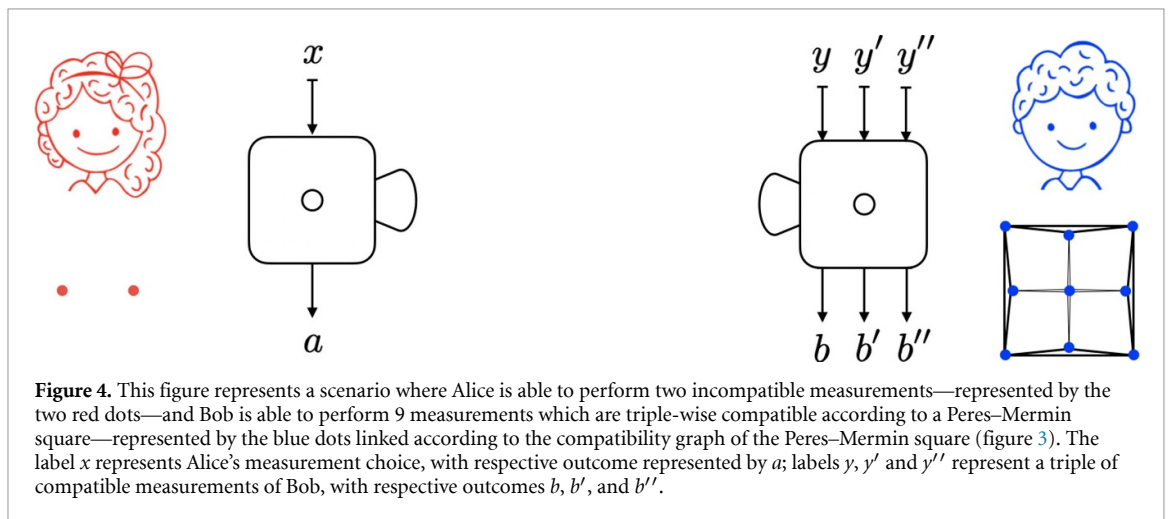 x
y y′ y″
a
b b′ b″
Figure 4. This figure represents a scenario where Alice is able to perform two incompatible measurements—represented by the
two red dots—and Bob is able to perform 9 measurements which are triple-wise compatible according to a Peres–Mermin
square—represented by the blue dots linked according to the compatibility graph of the Peres–Mermin square (figure 3). The
label x represents Alice's measurement choice, with respective outcome represented by a; labels y, y′ and y″ represent a triple of
compatible measurements of Bob, with respective outcomes b, b′, and b″.